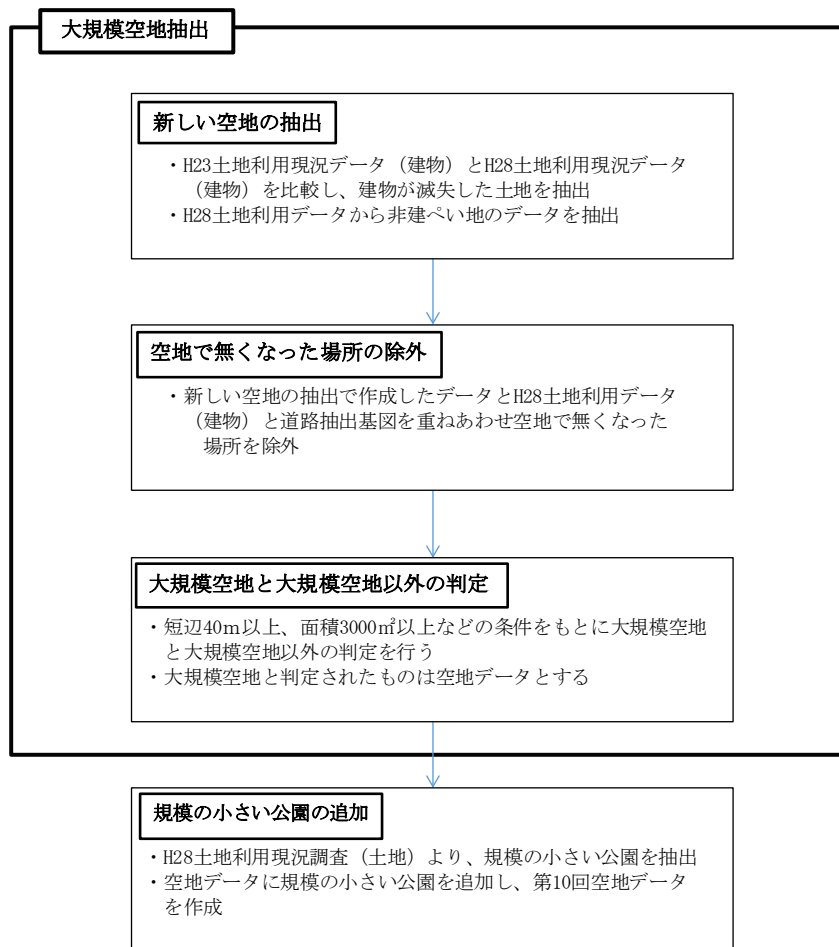 大規模空地抽出
新しい空地の抽出
・H23土地利用現況データ（建物）とH28土地利用現況データ
（建物）を比較し、建物が滅失した土地を抽出
・H28土地利用データから非建ぺい地のデータを抽出
空地で無くなった場所の除外
・新しい空地の抽出で作成したデータとH28土地利用データ
（建物）と道路抽出基図を重ねあわせ空地で無くなった
場所を除外
大規模空地と大規模空地以外の判定
・短辺40ｍ以上、面積3000㎡以上などの条件をもとに大規模空地
と大規模空地以外の判定を行う
・大規模空地と判定されたものは空地データとする
規模の小さい公園の追加
・H28土地利用現況調査（土地）より、規模の小さい公園を抽出
・空地データに規模の小さい公園を追加し、第10回空地データ
を作成